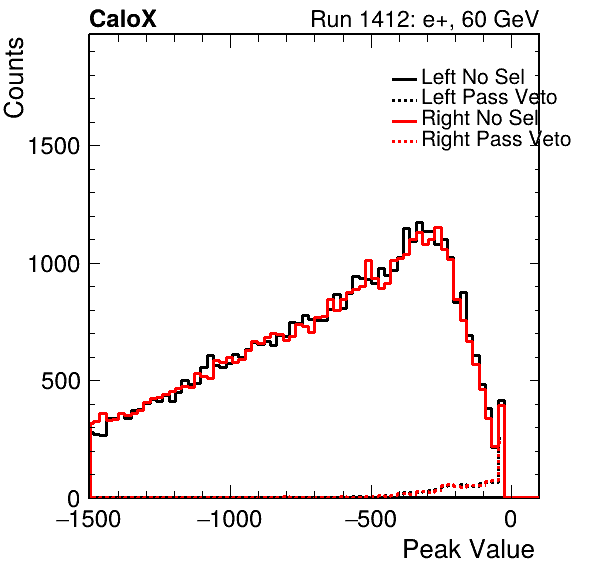 CaloX Run 1412: e+, 60 GeV
Counts
Left No Sel
Left Pass Veto
Right No Sel
Right Pass Veto
1500
1000
500
0
−1500 −1000 −500 0
Peak Value